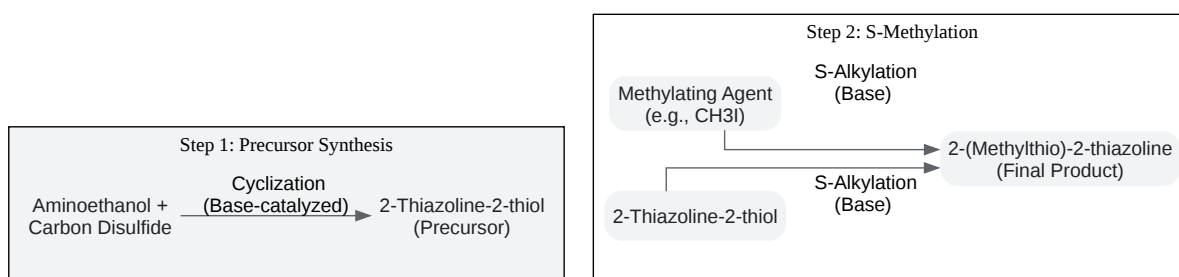 Step 1: Precursor Synthesis
Aminoethanol +
Carbon Disulfide
Cyclization
(Base-catalyzed)
2-Thiazoline-2-thiol
(Precursor)
Step 2: S-Methylation
Methylating Agent
(e.g., CH3I)
S-Alkylation
(Base)
2-Thiazoline-2-thiol
S-Alkylation
(Base)
2-(Methylthio)-2-thiazoline
(Final Product)